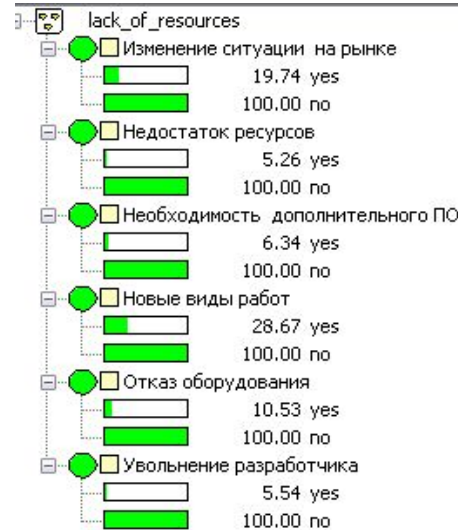 lack_of_resources
Изменение ситуации на рынке
19.74 yes
100.00 no
Недостаток ресурсов
5.26 yes
100.00 no
Необходимость дополнительного ПО
6.34 yes
100.00 no
Новые виды работ
28.67 yes
100.00 no
Отказ оборудования
10.53 yes
100.00 no
Увольнение разработчика
5.54 yes
100.00 no